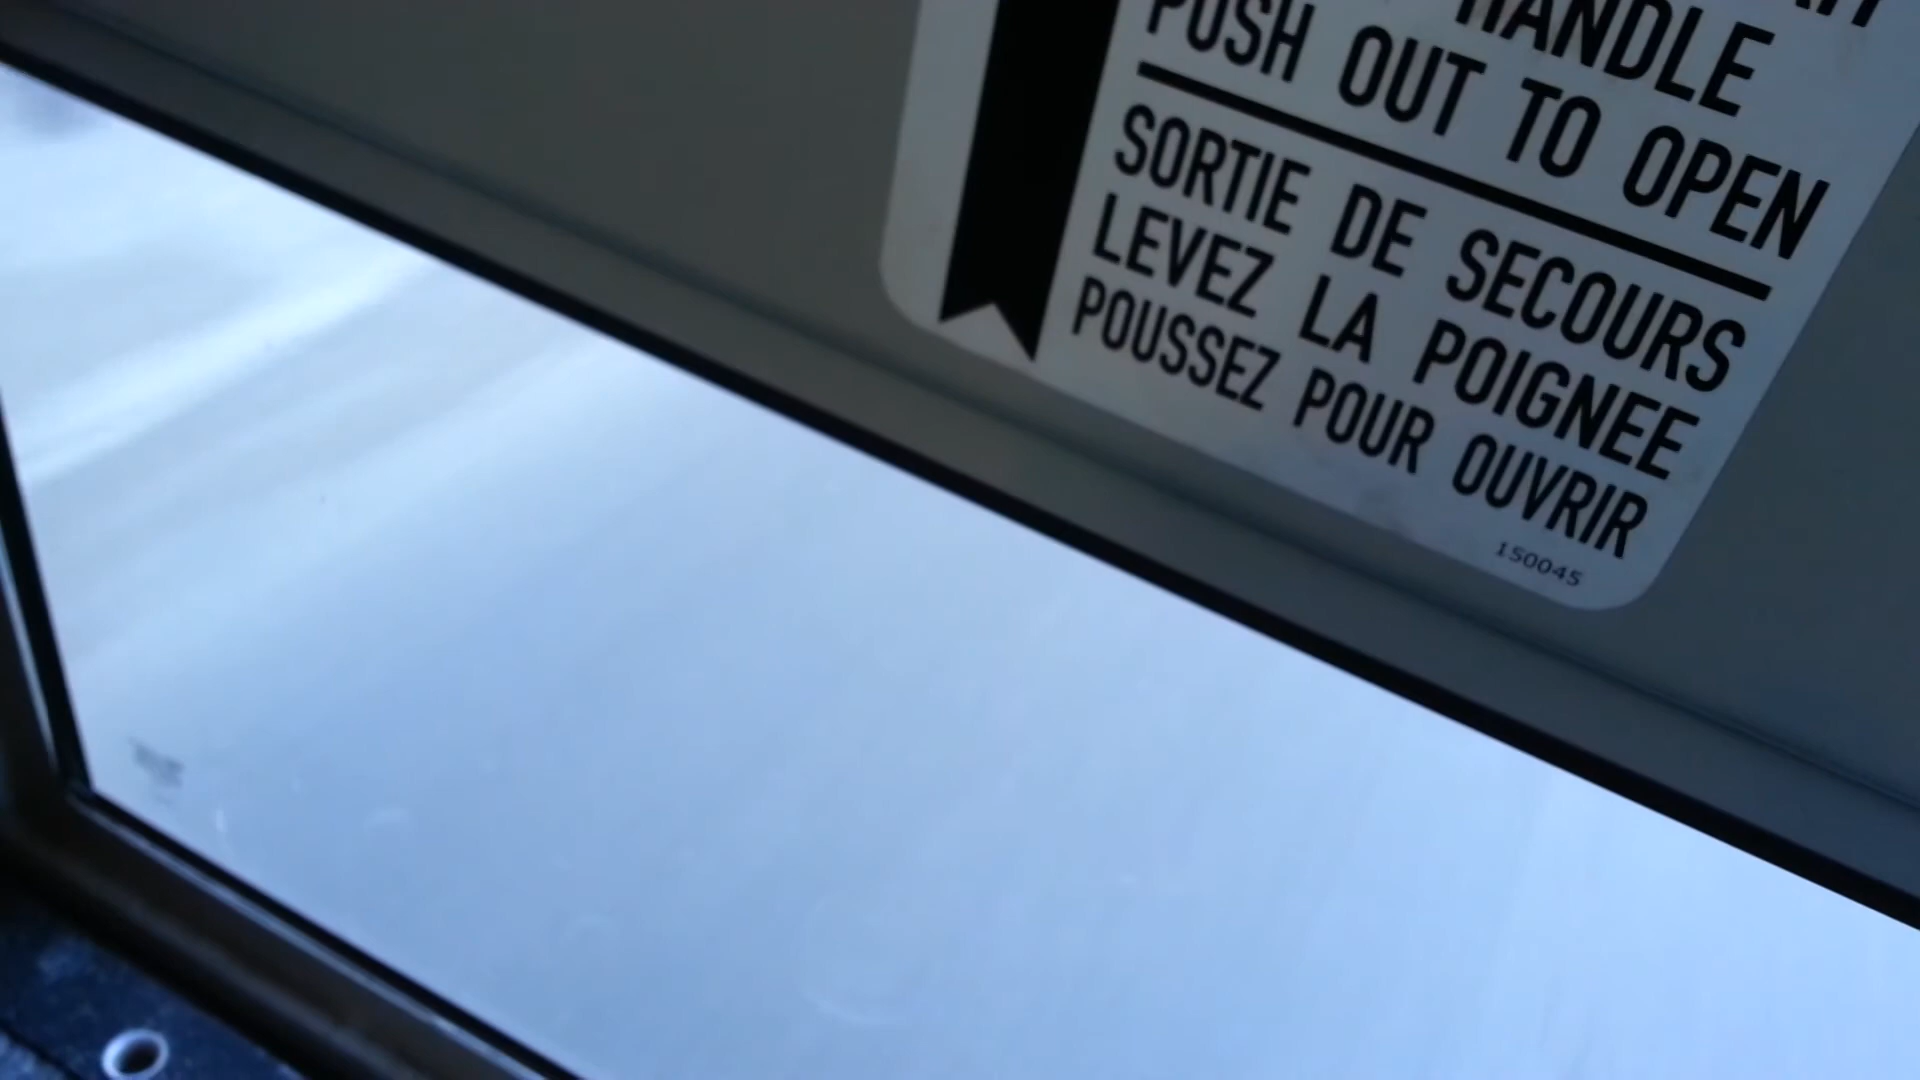 HANDLE
PUSH OUT TO OPEN
SORTIE DE SECOURS
LEVEZ LA POIGNEE
POUSSEZ POUR OUVRIR
150045